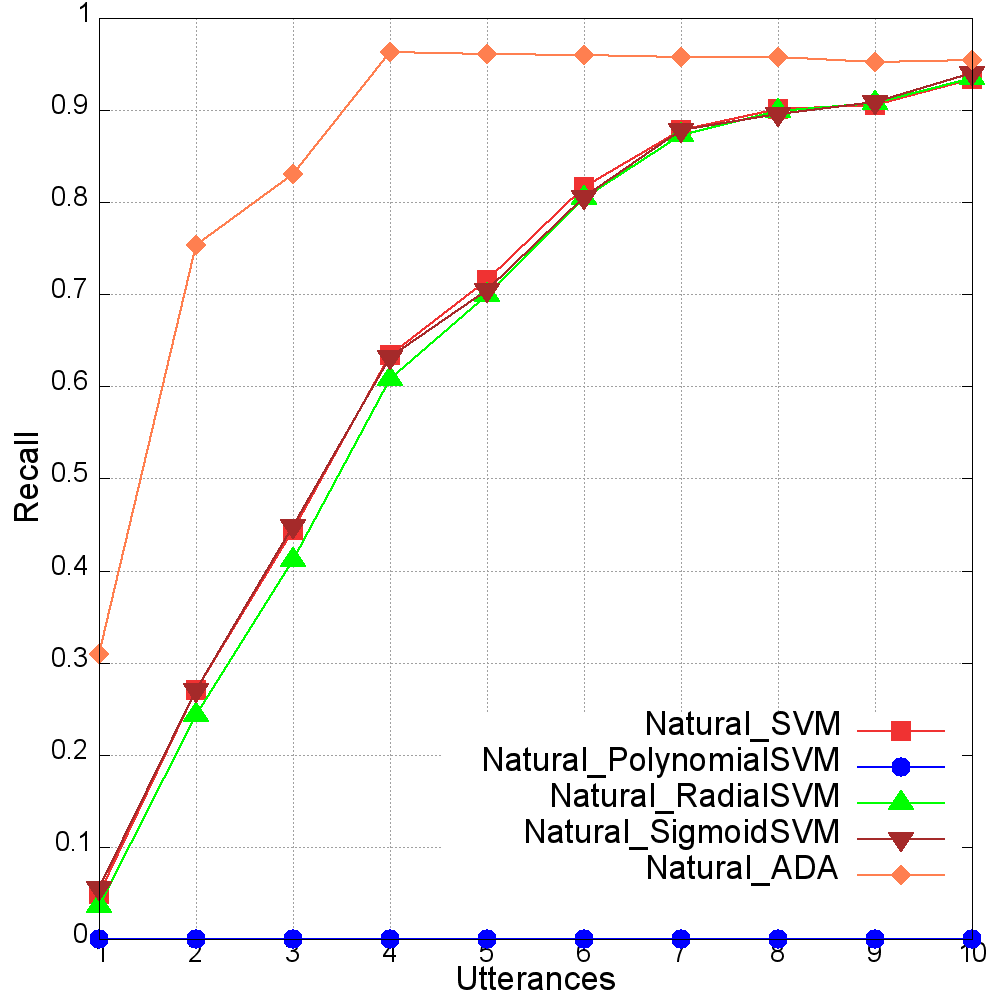 1
0.9
0.8
0.7
0.6
0.5
0.4
0.3
0.2
0.1
0
Recall
Natural_SVM
Natural_PolynomialSVM
Natural_RadialSVM
Natural_SigmoidSVM
Natural_ADA
1 2 3 4 5 6 7 8 9 10
Utterances